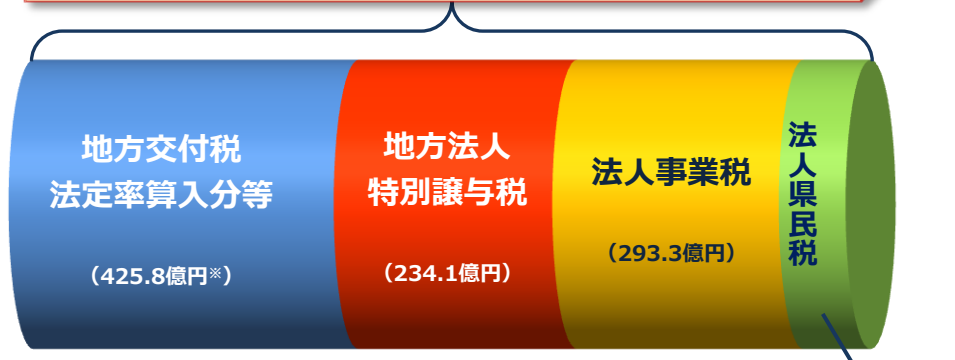 地方交付税
法定率算入分等
（425.8億円※）
地方法人
特別譲与税
（234.1億円）
法人事業税
（293.3億円）
法人県民税